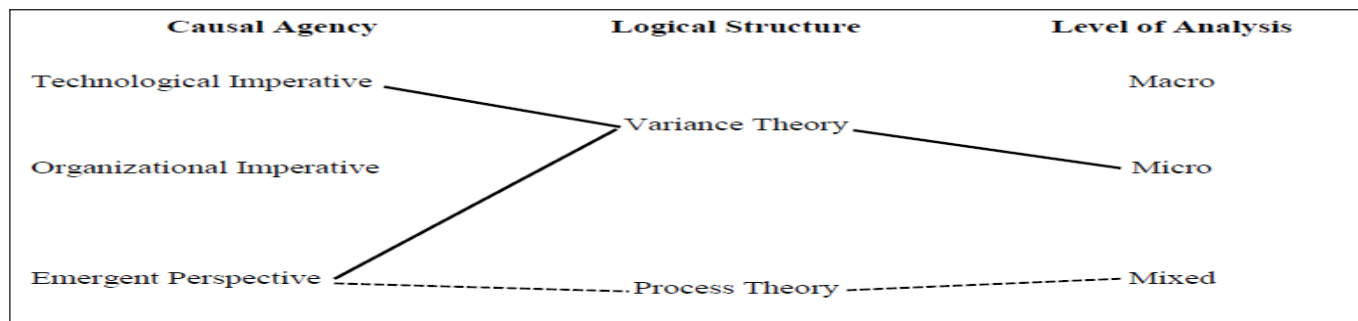 Causal Agency Logical Structure Level of Analysis
Technological Imperative Macro
Variance Theory
Organizational Imperative Micro
Emergent Perspective Mixed
Process Theory